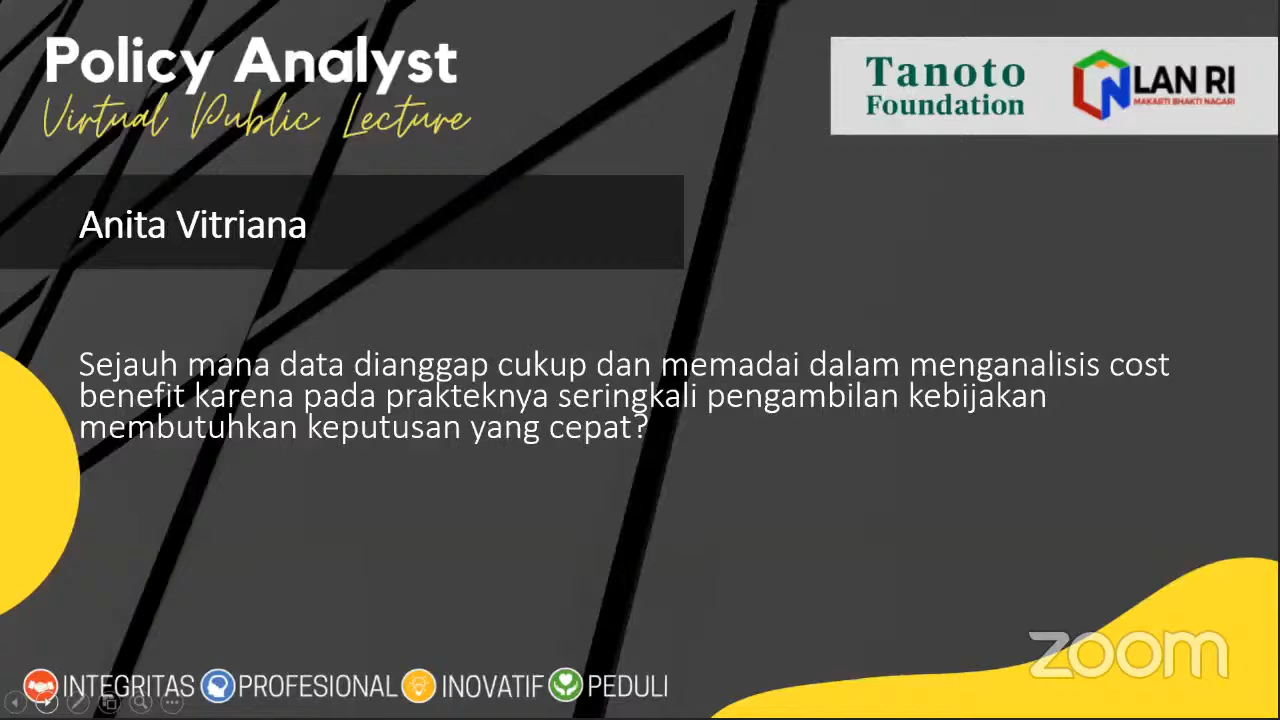 Policy Analyst
Virtual Public Lecture
Tanoto
Foundation
LAN RI
MAKARTI BHAKTI NAGARI
Anita Vitriana
Sejauh mana data dianggap cukup dan memadai dalam menganalisis cost
benefit karena pada prakteknya seringkali pengambilan kebijakan
membutuhkan keputusan yang cepat?
zoom
INTEGRITAS PROFESIONAL INOVATIF PEDULI